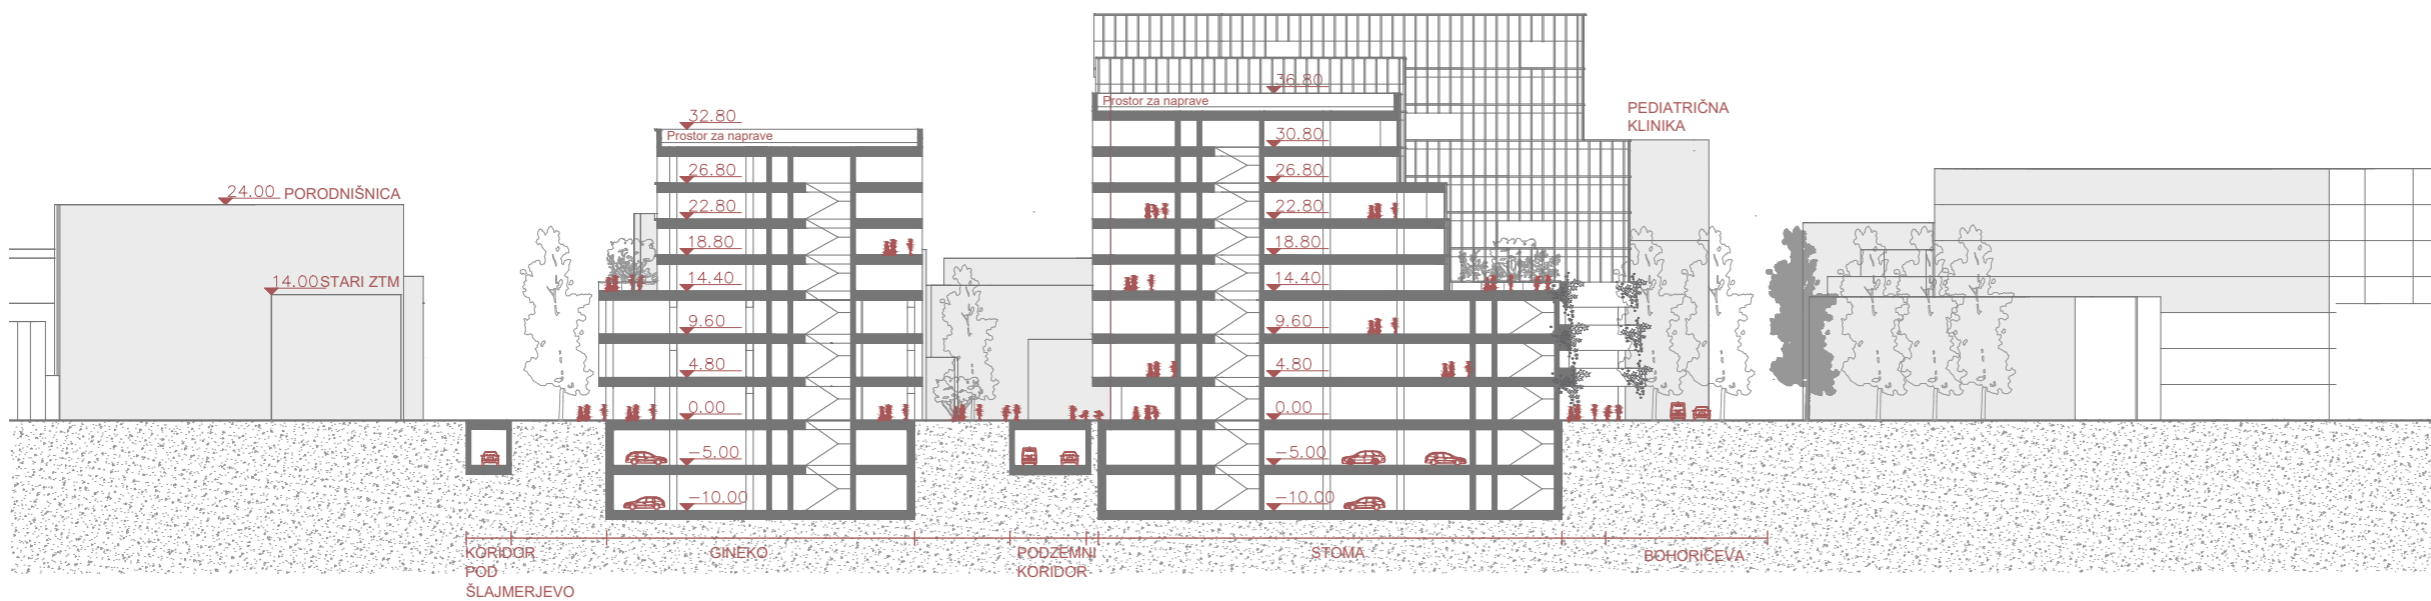 36.80
Prostor za naprave
PEDIATRIČNA
KLINIKA
32.80
Prostor za naprave
30.80
26.80
26.80
24.00 PORODNIŠNICA
22.80
22.80
18.80
18.80
14.00 STARI ZTM
14.40
14.40
9.60
9.60
4.80
4.80
0.00
0.00
-5.00
-5.00
-10.00
-10.00
KORIDOR
POD
ŠLAJMERJEVO
GINEKO
PODZEMNI
KORIDOR
STOMA
BOHORIČEVA